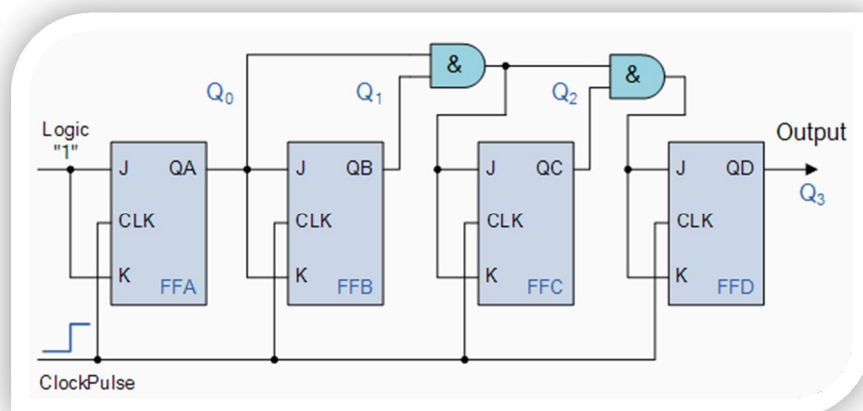 &
&
Q0
Q1
Q2
Logic
"1"
Output
J QA
J QB
J QC
J QD
Q3
CLK
CLK
CLK
CLK
K
K
K
K
FFA
FFB
FFC
FFD
ClockPulse